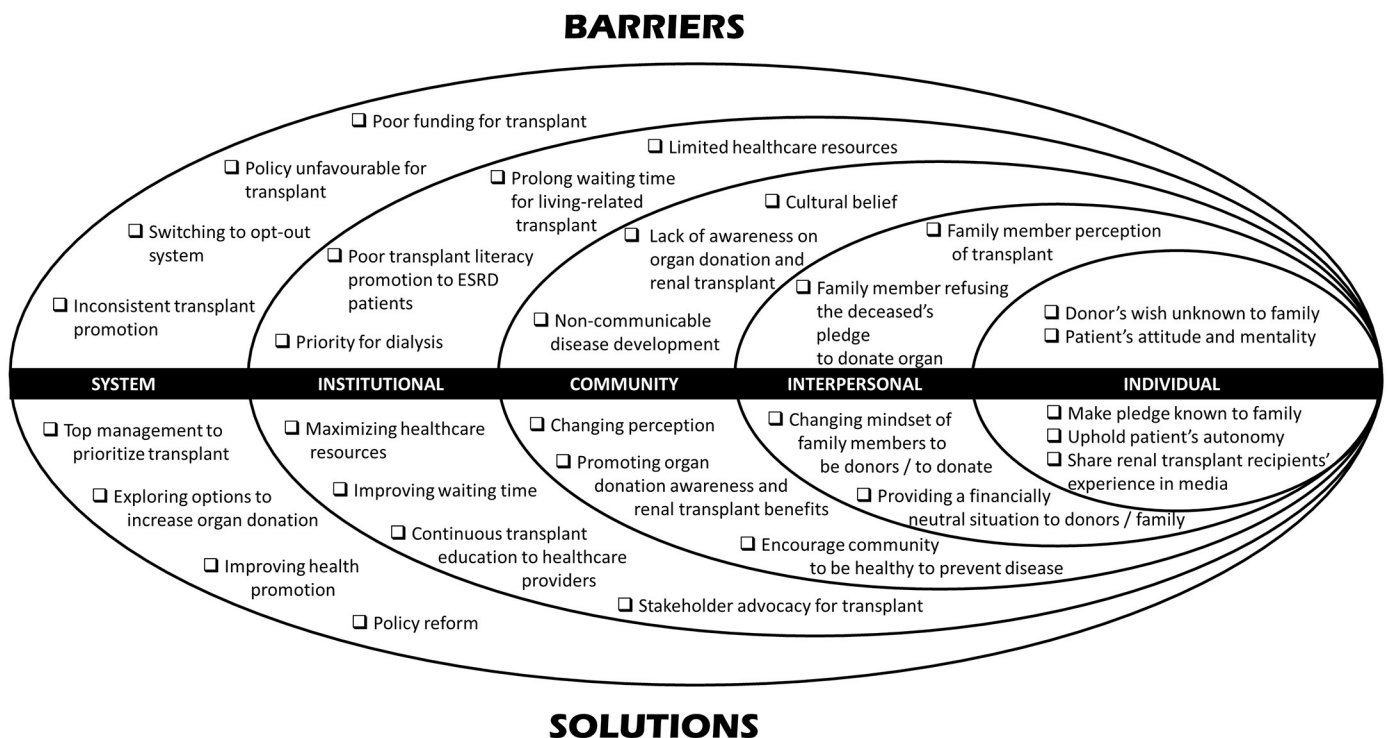 BARRIERS
Poor funding for transplant
Limited healthcare resources
Policy unfavourable for
transplant
Prolong waiting time
for living-related
transplant
Cultural belief
Switching to opt-out
system
Lack of awareness on
organ donation and
renal transplant
Family member perception
of transplant
Poor transplant literacy
promotion to ESRD
patients
Family member refusing
the deceased's
pledge
to donate organ
Inconsistent transplant
promotion
Non-communicable
disease development
Donor's wish unknown to family
Patient's attitude and mentality
Priority for dialysis
SYSTEM INSTITUTIONAL COMMUNITY INTERPERSONAL INDIVIDUAL
Top management to
prioritize transplant
Maximizing healthcare
resources
Changing perception
Changing mindset of
family members to
be donors / to donate
Make pledge known to family
Uphold patient's autonomy
Share renal transplant recipients'
experience in media
Promoting organ
donation awareness and
renal transplant benefits
Exploring options to
increase organ donation
Improving waiting time
Providing a financially
neutral situation to donors / family
Continuous transplant
education to healthcare
providers
Encourage community
to be healthy to prevent disease
Improving health
promotion
Stakeholder advocacy for transplant
Policy reform
SOLUTIONS